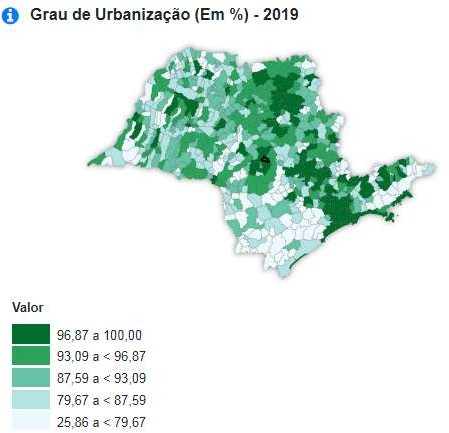 Grau de Urbanização (Em %) - 2019
Valor
96,87 a 100,00
93,09 a < 96,87
87,59 a < 93,09
79,67 a < 87,59
25,86 a < 79,67